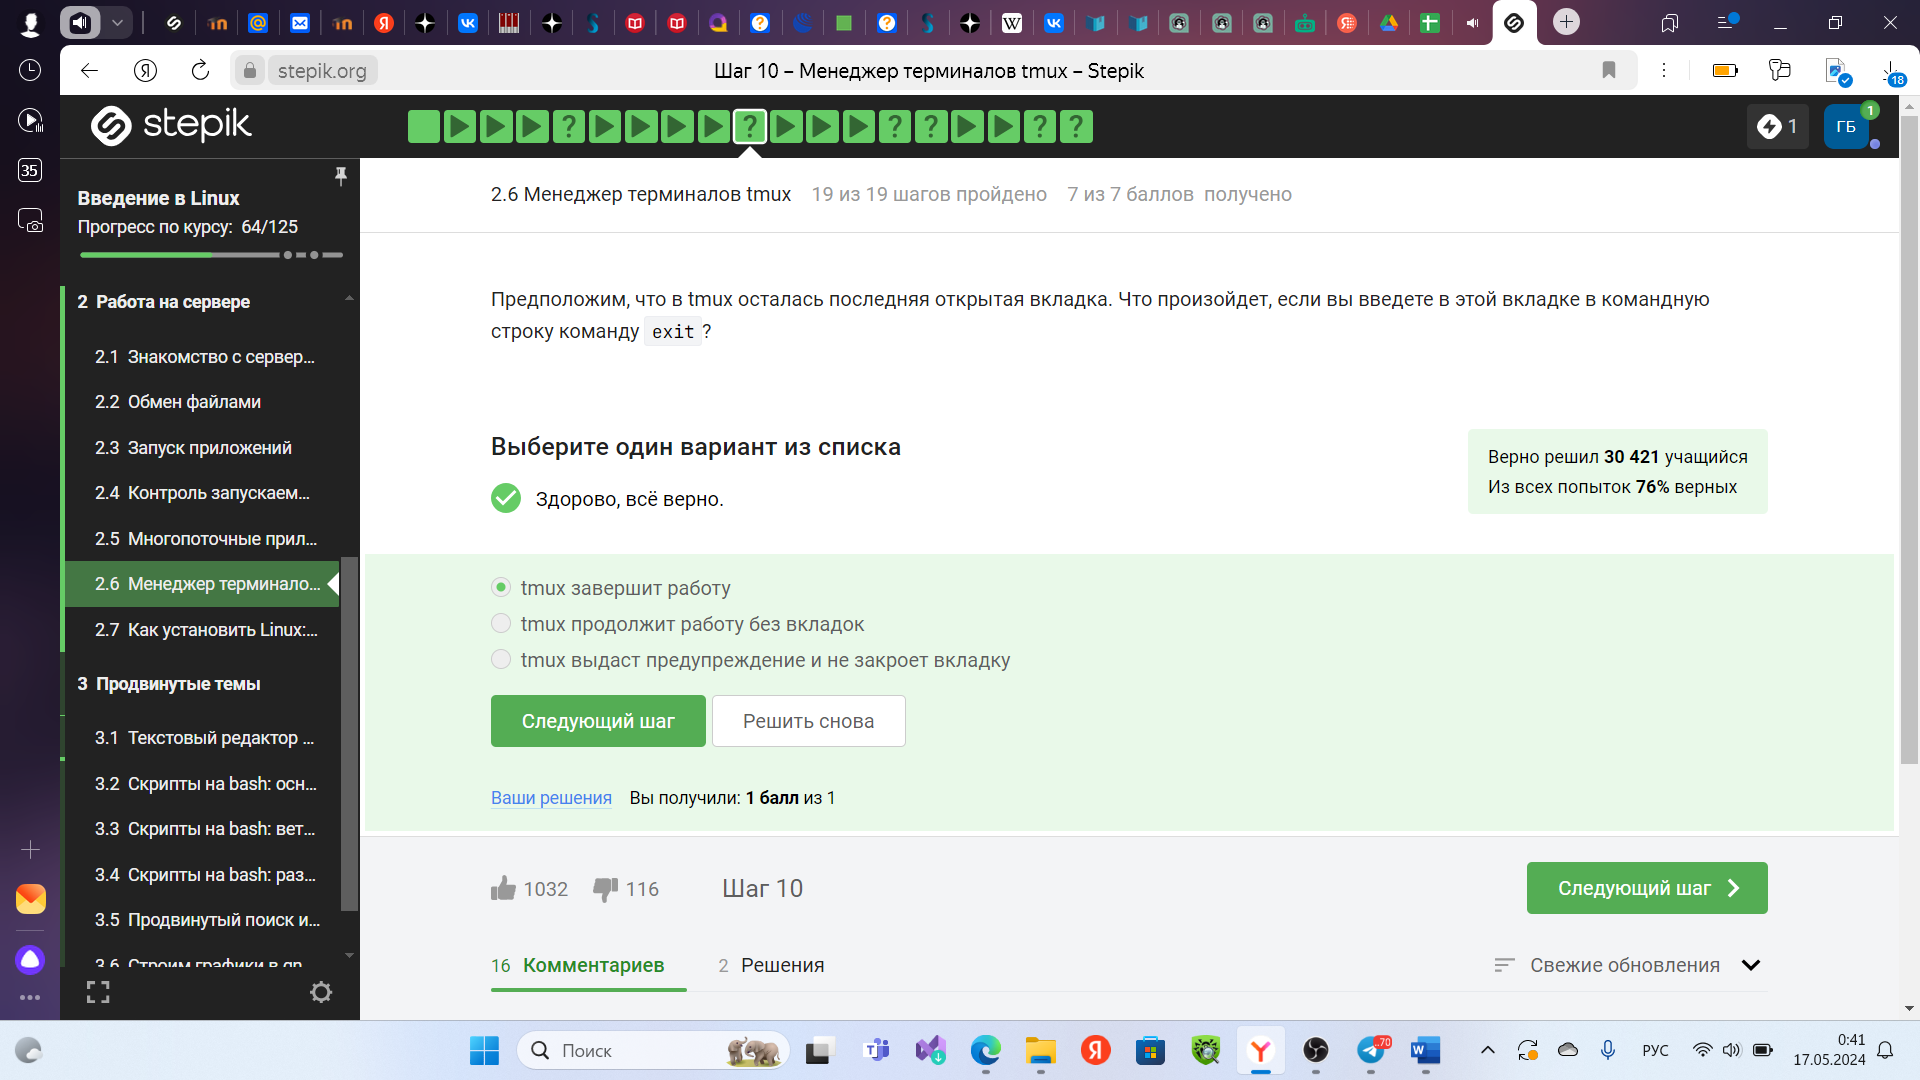 stepik.org
Шаг 10 – Менеджер терминалов tmux – Stepik
18
35
stepik
1
ГБ
1
Введение в Linux
Прогресс по курсу: 64/125
2 Работа на сервере
2.1 Знакомство с сервер...
2.2 Обмен файлами
2.3 Запуск приложений
2.4 Контроль запускаем...
2.5 Многопоточные прил...
2.6 Менеджер терминало...
2.7 Как установить Linux:...
3 Продвинутые темы
3.1 Текстовый редактор ...
3.2 Скрипты на bash: осн...
3.3 Скрипты на bash: вет...
3.4 Скрипты на bash: раз...
3.5 Продвинутый поиск и...
3.6 Строим графики в gn...
2.6 Менеджер терминалов tmux 19 из 19 шагов пройдено 7 из 7 баллов получено
Предположим, что в tmux осталась последняя открытая вкладка. Что произойдет, если вы введете в этой вкладке в командную
строку команду exit ?
Выберите один вариант из списка
Здорово, всё верно.
Верно решил 30 421 учащийся
Из всех попыток 76% верных
tmux завершит работу
tmux продолжит работу без вкладок
tmux выдаст предупреждение и не закроет вкладку
Следующий шаг Решить снова
Ваши решения Вы получили: 1 балл из 1
1032 116 Шаг 10 Следующий шаг
16 Комментариев 2 Решения Свежие обновления
Поиск
..70
РУС
0:41
17.05.2024